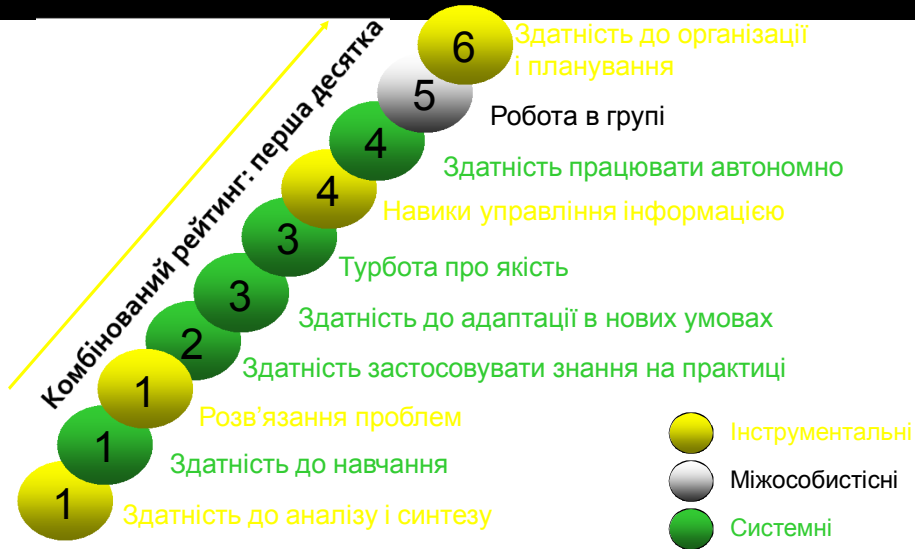 Комбінований рейтинг: перша десятка
6
Здатність до організації
і планування
5
Робота в групі
4
Здатність працювати автономно
4
Навики управління інформацією
3
Турбота про якість
3
Здатність до адаптації в нових умовах
2
Здатність застосовувати знання на практиці
1
Розв’язання проблем
1
Здатність до навчання
1
Здатність до аналізу і синтезу
Інструментальні
Міжособистісні
Системні